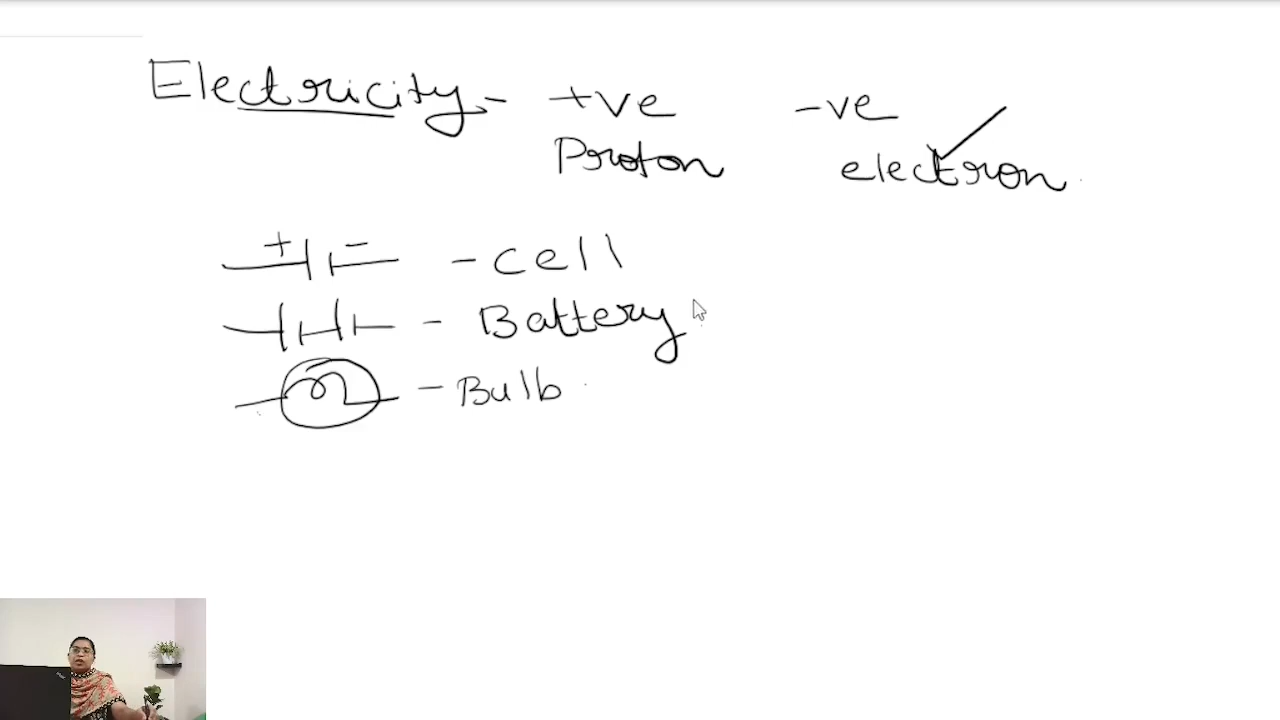 Electricity - +ve -ve
Proton electron
+ - - cell
- Battery
- Bulb